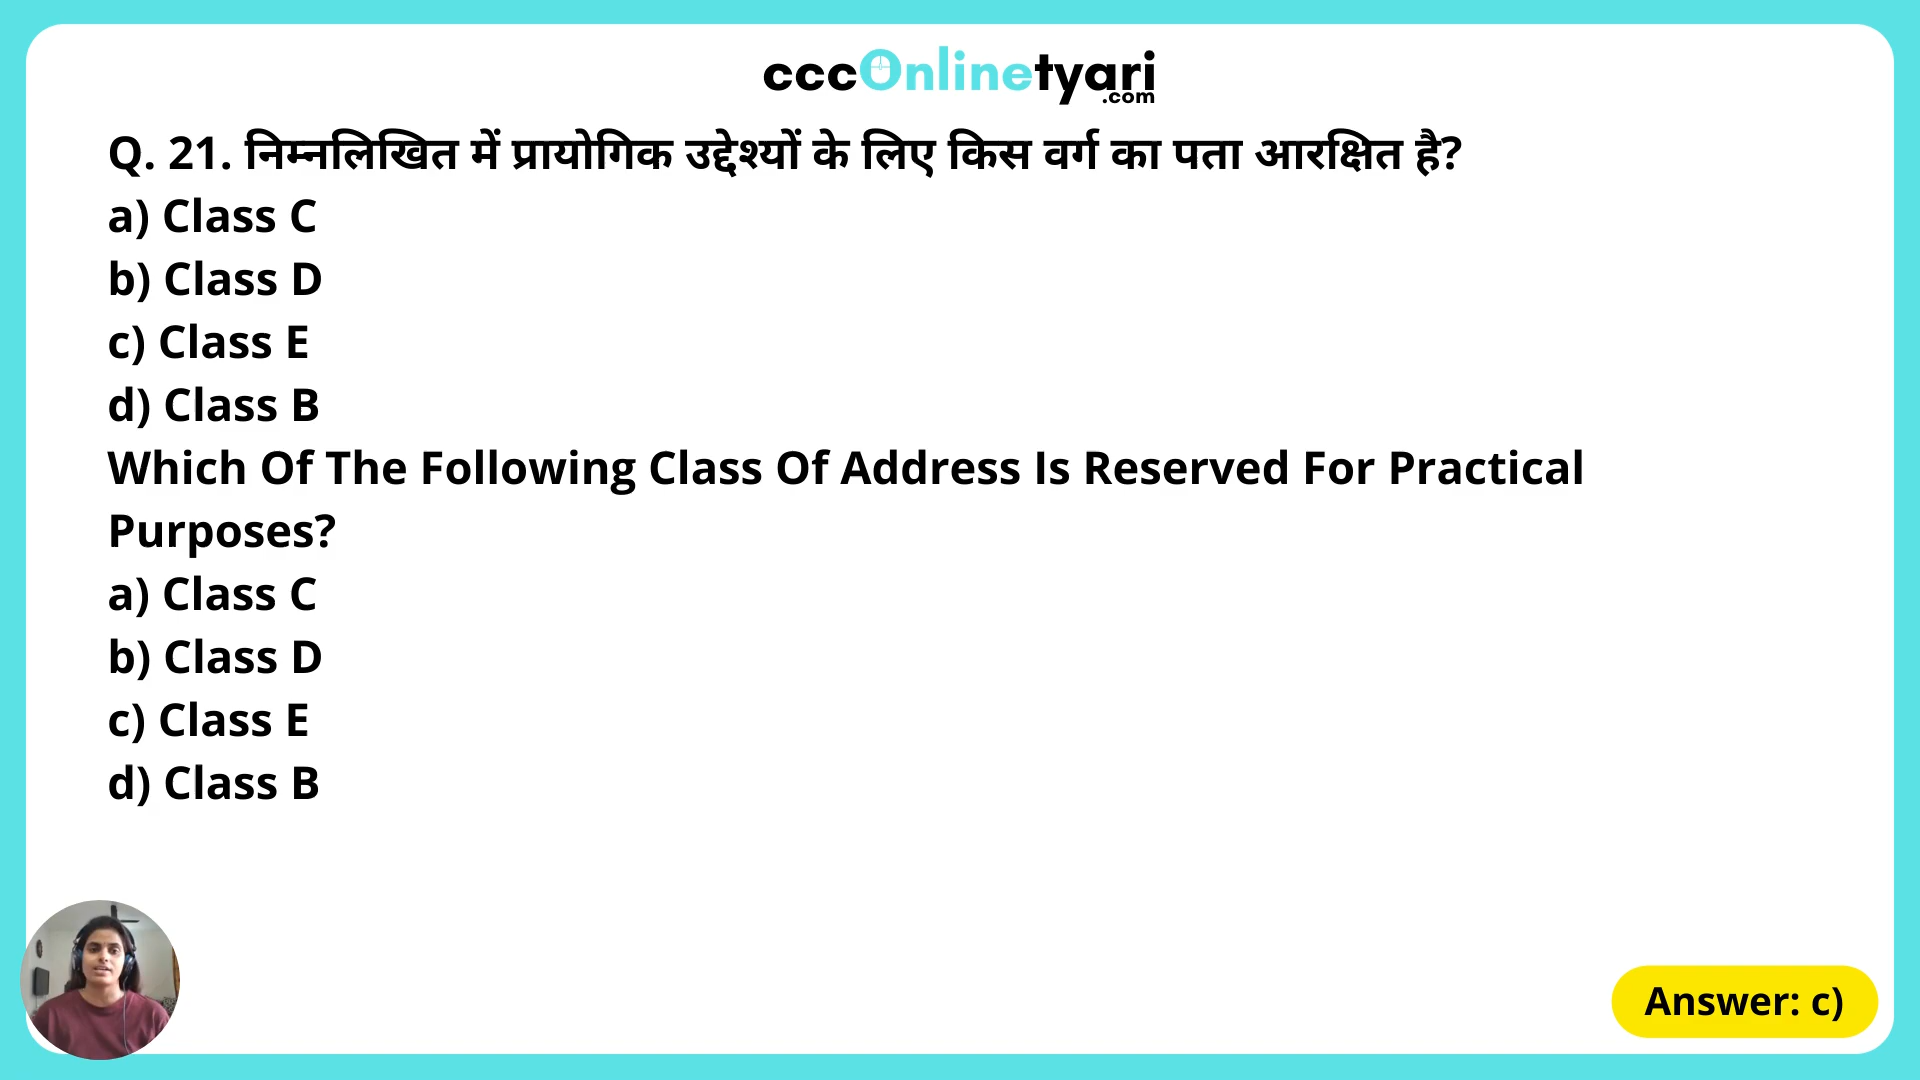 cccOnlinetyari
.com
Q. 21. निम्नलिखित में प्रायोगिक उद्देश्यों के लिए किस वर्ग का पता आरक्षित है?
a) Class C
b) Class D
c) Class E
d) Class B
Which Of The Following Class Of Address Is Reserved For Practical
Purposes?
a) Class C
b) Class D
c) Class E
d) Class B
Answer: c)